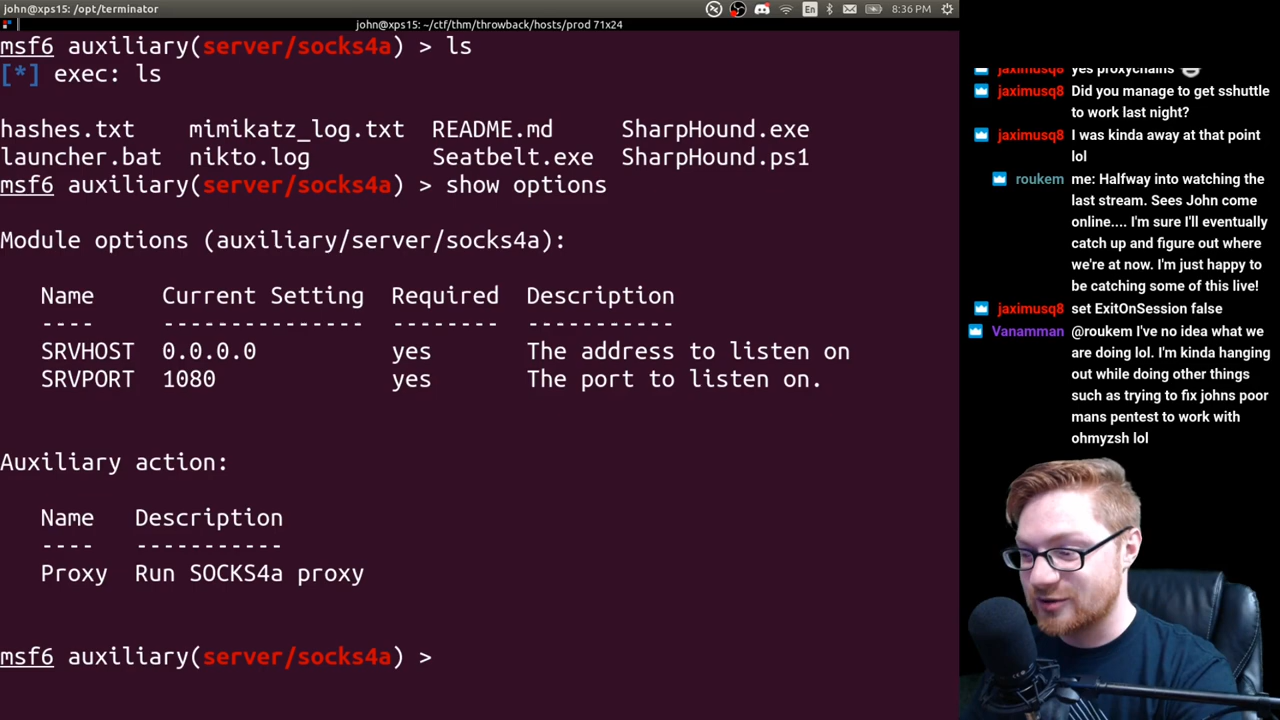 john@xps15: /opt/terminator
En
8:36 PM
john@xps15: ~/ctf/thm/throwback/hosts/prod 71x24
msf6 auxiliary(server/socks4a) > ls
[*] exec: ls
hashes.txt    mimikatz_log.txt  README.md     SharpHound.exe
launcher.bat  nikto.log         Seatbelt.exe  SharpHound.ps1
msf6 auxiliary(server/socks4a) > show options
Module options (auxiliary/server/socks4a):
   Name     Current Setting  Required  Description
   ----     ---------------  --------  -----------
   SRVHOST  0.0.0.0          yes       The address to listen on
   SRVPORT  1080             yes       The port to listen on.
Auxiliary action:
   Name   Description
   ----   -----------
   Proxy  Run SOCKS4a proxy
msf6 auxiliary(server/socks4a) >
jaximusq8 yes proxychains
jaximusq8 Did you manage to get sshuttle
to work last night?
jaximusq8 I was kinda away at that point
lol
roukem me: Halfway into watching the
last stream. Sees John come
online.... I'm sure I'll eventually
catch up and figure out where
we're at now. I'm just happy to
be catching some of this live!
jaximusq8 set ExitOnSession false
Vanamman @roukem I've no idea what we
are doing lol. I'm kinda hanging
out while doing other things
such as trying to fix johns poor
mans pentest to work with
ohmyzsh lol